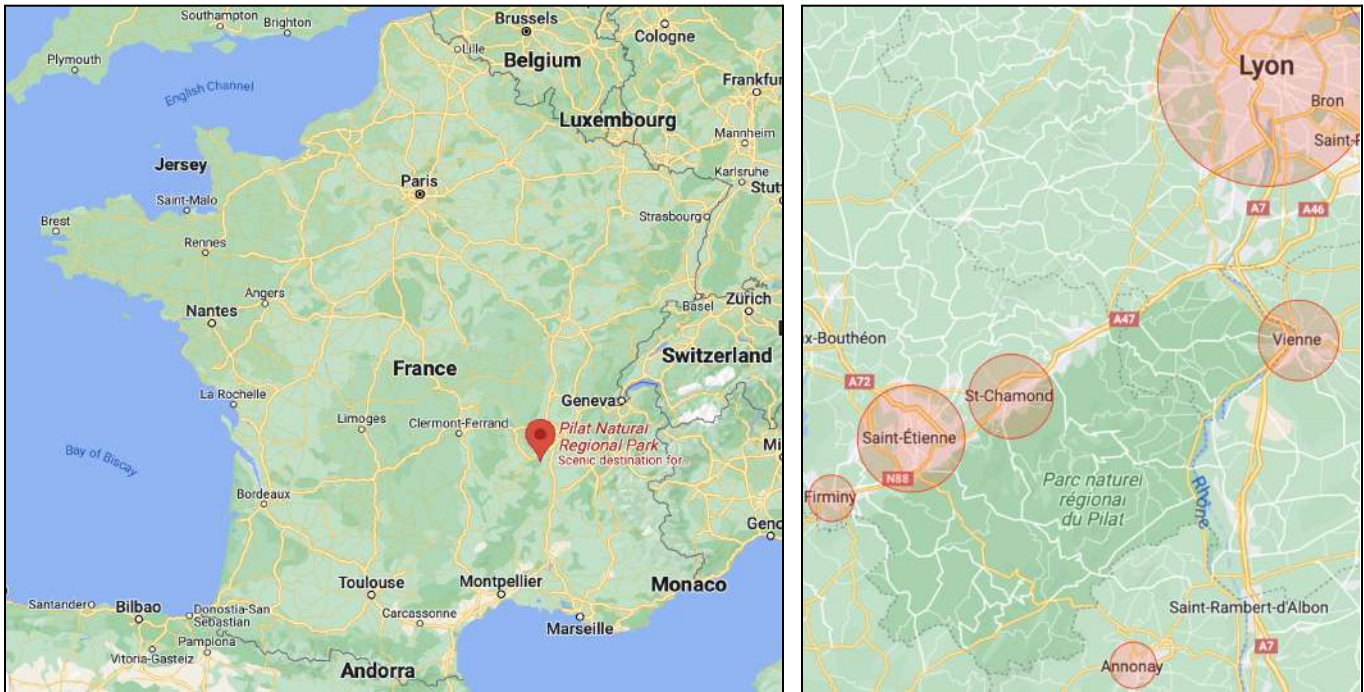 Southampton
Brighton
Plymouth
Brussels
Cologne
Lille
Belgium
Frankfur
English Channel
Luxembourg
Mannheim
Jersey
Paris
Karlsruhe
Stutt
Saint-Malo
Strasbourg
Brest
Rennes
Angers
Basel
Zürich
Nantes
France
Switzerland
La Rochelle
Geneva
Limoges
Clermont-Ferrand
Pilat Natural
Regional Park
Scenic destination for..
Mi
Bay of Biscay
Bordeaux
Geno
Toulouse
Montpellier
Monaco
Santander
Bilbao
Donostia-San
Sebastian
Carcassonne
Marseille
Pamplona
Vitoria-Gasteiz
Andorra
Lyon
Bron
Saint-P
A7
A46
A47
Vienne
x-Bouthéon
A72
St-Chamond
Saint-Étienne
N88
Firminy
Parc naturel
régional
du Pilat
Rhône
Saint-Rambert-d'Albon
A7
Annonay